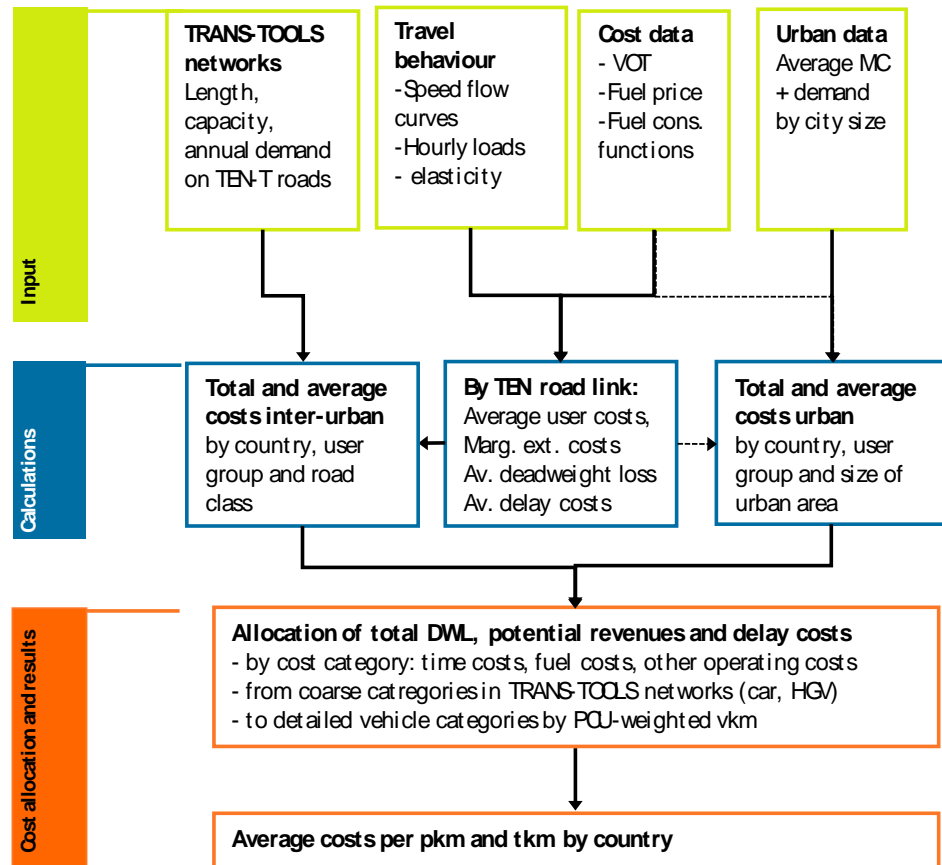 Input
TRANS-TOOLS
networks
Length,
capacity,
annual demand
on TEN-T roads
Travel
behaviour
-Speed flow
curves
-Hourly loads
- elasticity
Cost data
- VOT
-Fuel price
-Fuel cons.
functions
Urban data
Average MC
+ demand
by city size
Calculations
Total and average
costs inter-urban
by country, user
group and road
class
By TEN road link:
Average user costs,
Marg. ext. costs
Av. deadweight loss
Av. delay costs
Total and average
costs urban
by country, user
group and size of
urban area
Cost allocation and results
Allocation of total DWL, potential revenues and delay costs
- by cost category: time costs, fuel costs, other operating costs
- from coarse catregories in TRANS-TOOLS networks (car, HGV)
- to detailed vehicle categories by PCU-weighted vkm
Average costs per pkm and tkm by country